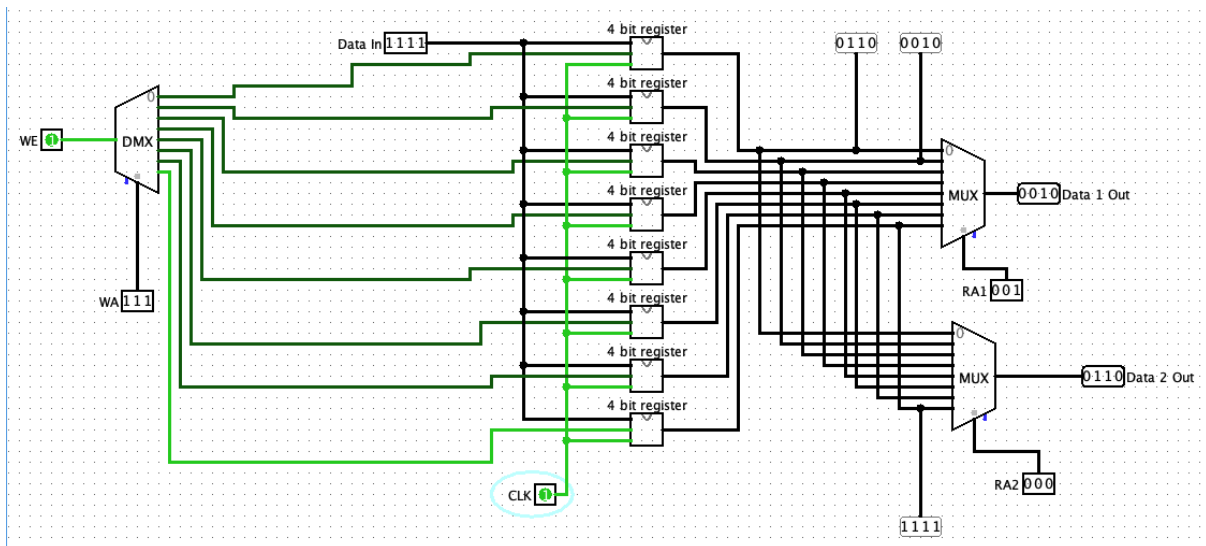 4 bit register
Data In 1111
0110
0010
0
4 bit register
WE 1
DMX
4 bit register
0
MUX
0010 Data 1 Out
4 bit register
4 bit register
WA 111
RA1 001
4 bit register
0
4 bit register
MUX
0110 Data 2 Out
4 bit register
CLK 1
RA2 000
1111